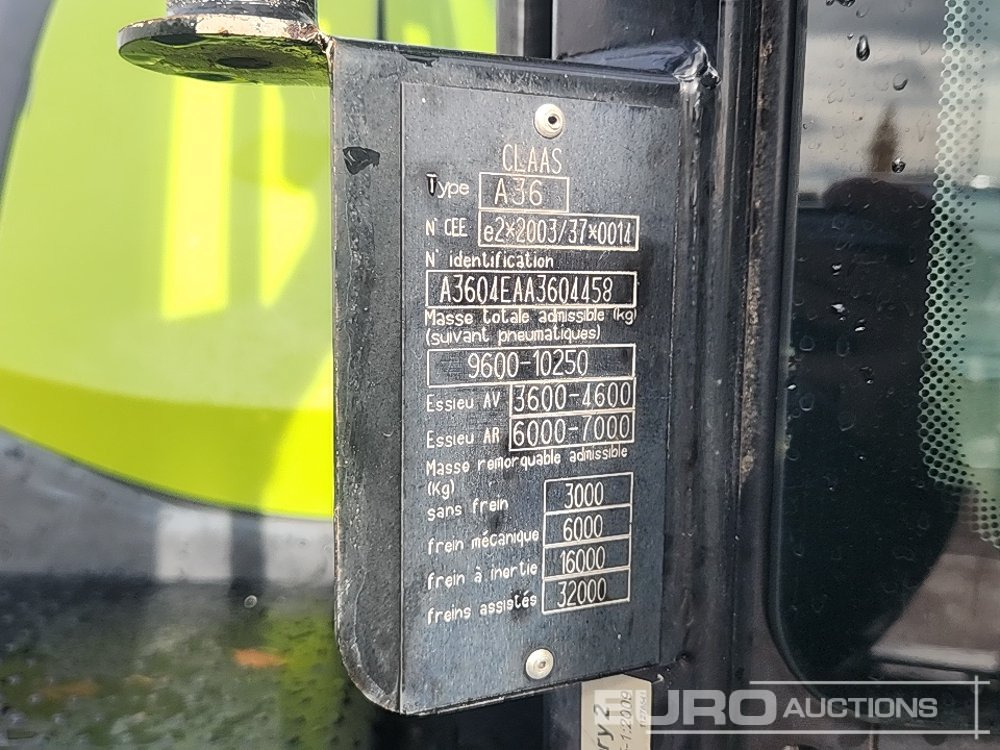 CLAAS
Type A36
N° CEE e2*2003/37*0014
N° identification
A3604EAA3604458
Masse totale admissible (kg)
(suivant pneumatiques)
9600-10250
Essieu AV 3600-4600
Essieu AR 6000-7000
Masse remorquable admissible
(Kg)
sans frein 3000
frein mécanique 6000
frein à inertie 16000
freins assistés 32000
EURO AUCTIONS